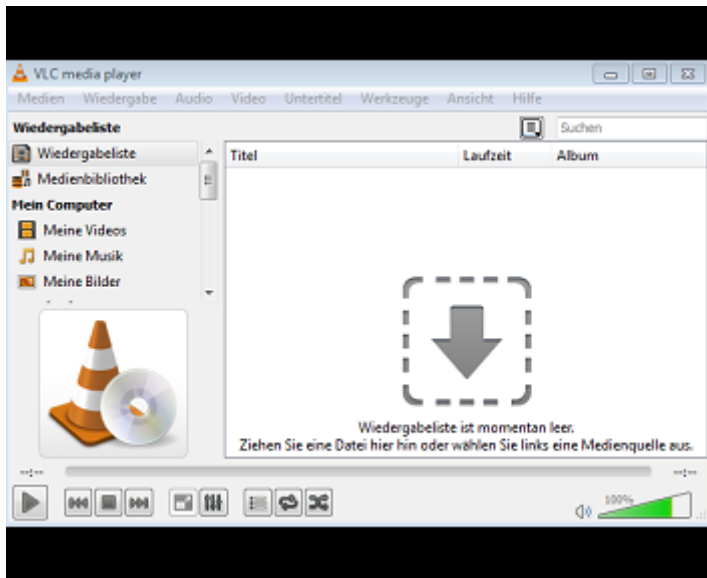 VLC media player
Medien Wiedergabe Audio Video Untertitel Werkzeuge Ansicht Hilfe
Wiedergabeliste
Suchen
Wiedergabeliste
Titel Laufzeit Album
Medienbibliothek
Mein Computer
Meine Videos
Meine Musik
Meine Bilder
Wiedergabeliste ist momentan leer.
Ziehen Sie eine Datei hier hin oder wählen Sie links eine Medienquelle aus.
--:-- --:--
100%